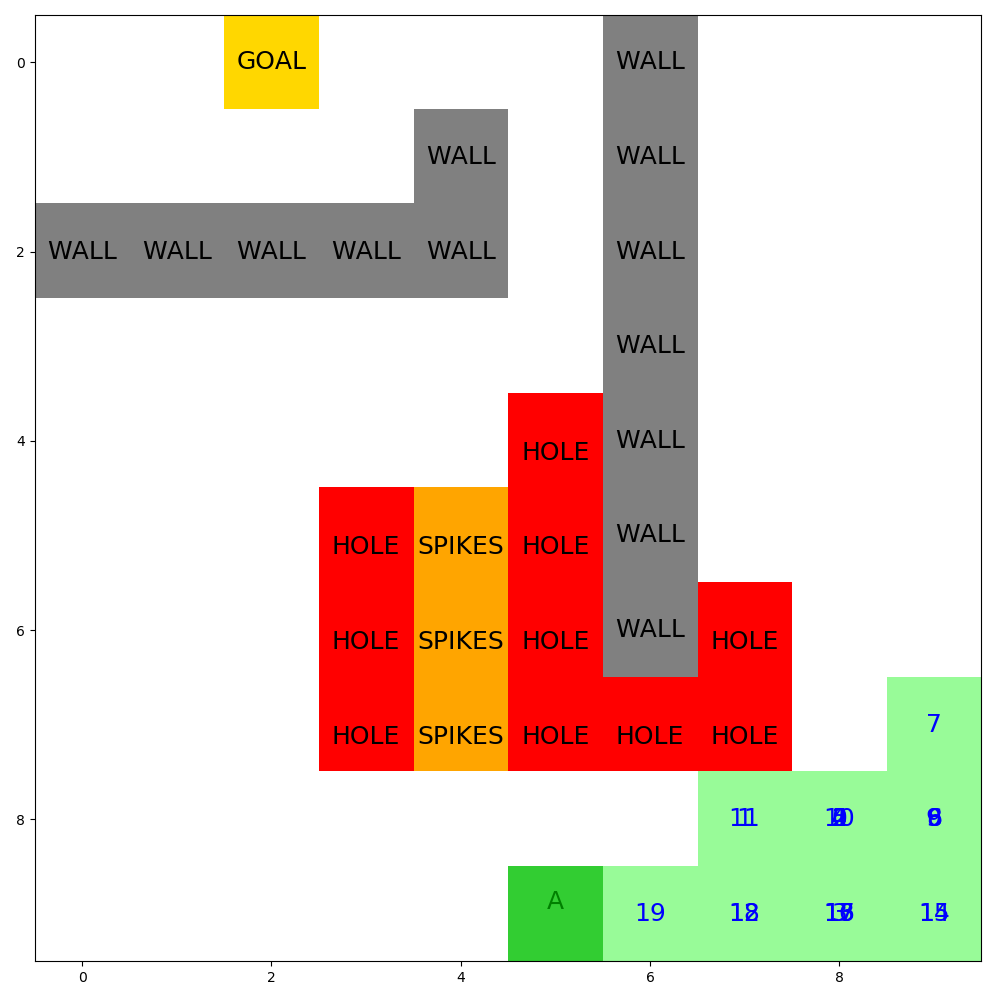 0 GOAL WALL
WALL WALL
2 WALL WALL WALL WALL WALL WALL
WALL
4 HOLE WALL
HOLE SPIKES HOLE WALL
6 HOLE SPIKES HOLE WALL HOLE
HOLE SPIKES HOLE HOLE HOLE
7
8
A 19
0 2 4 6 8